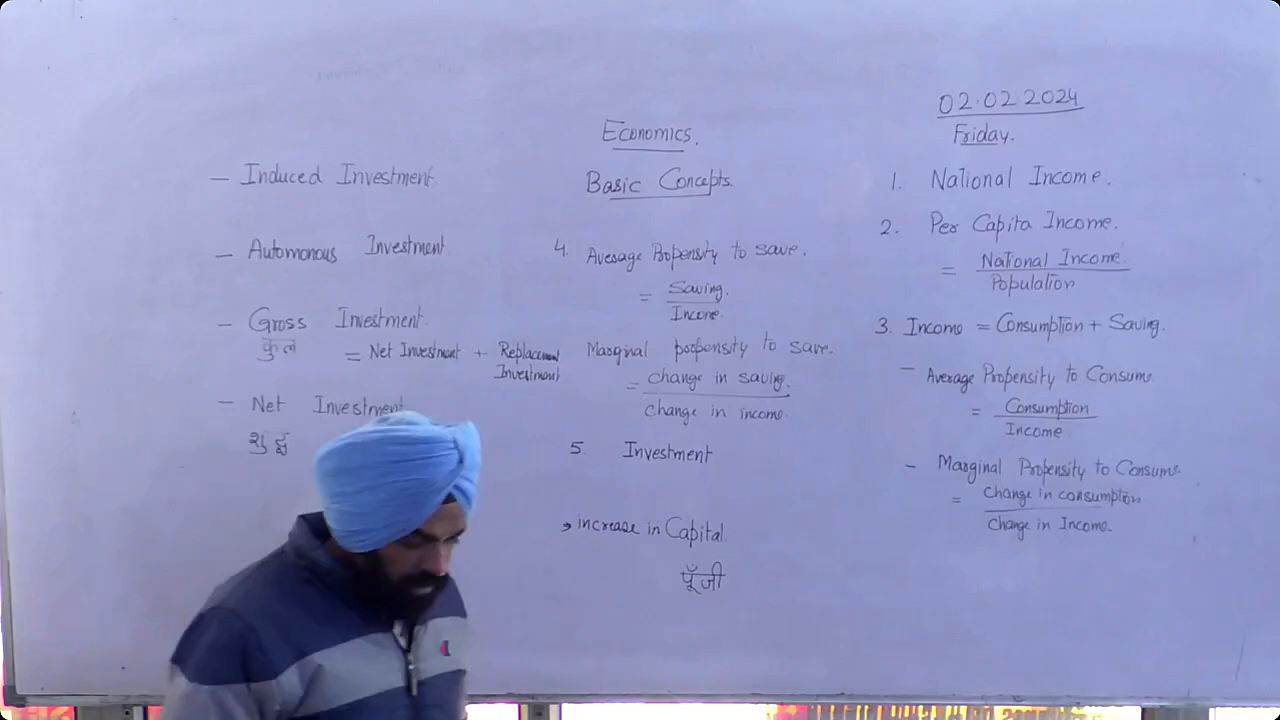 02.02 2024
Friday.
Economics.
Basic Concepts.
1. National Income.
2. Per Capita Income.
= National Income.
Population
3. Income = Consumption + Saving.
- Average Propensity to Consume
= Consumption
Income
- Marginal Propensity to Consume
= change in consumption
change in Income.
4. Average Propensity to save.
= Saving.
Income
Marginal propensity to save.
= change in saving.
change in income.
5. Investment
→ increase in Capital
पूँजी
- Induced Investment.
- Autonomous Investment
- Gross Investment.
कुल = Net Investment + Replacement
Investment
- Net Investment
शुद्ध